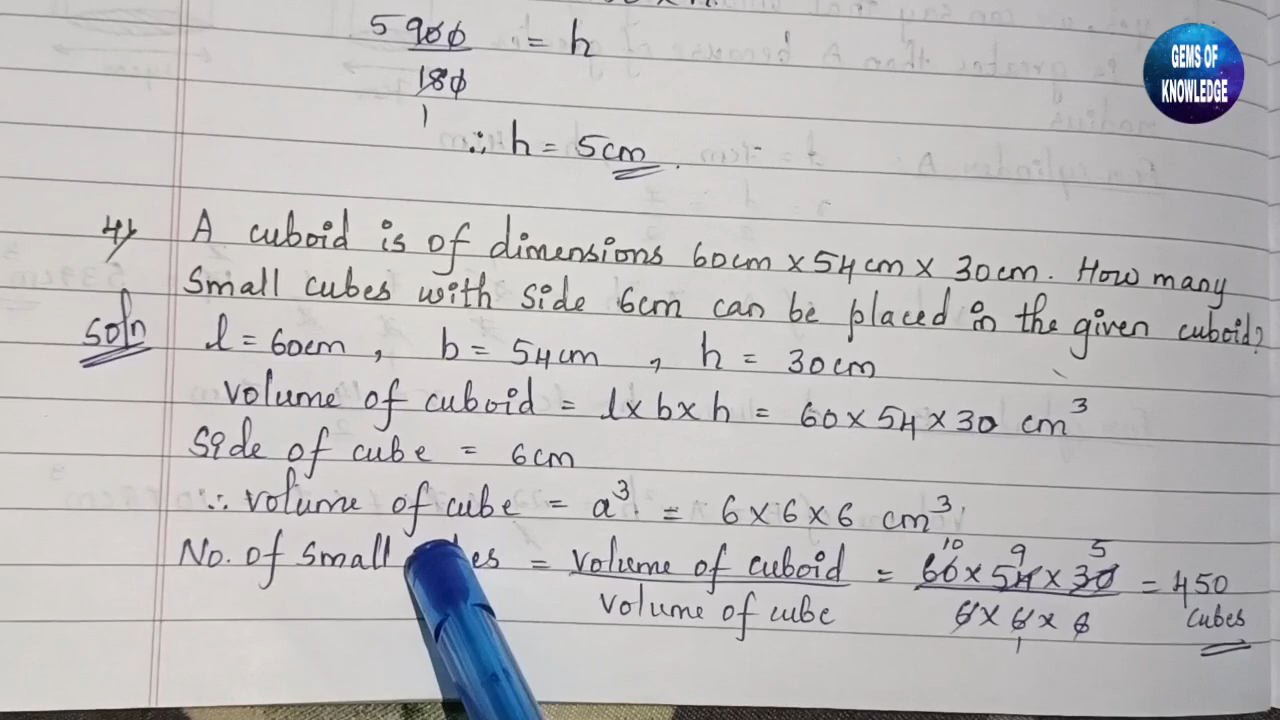 5 900 = h
180
1
∴ h = 5cm.
GEMS OF
KNOWLEDGE
4) A cuboid is of dimensions 60cm x 54cm x 30cm. How many
Small cubes with side 6cm can be placed in the given cuboid?
Soln l = 60cm, b = 54cm, h = 30cm
Volume of cuboid = l x b x h = 60 x 54 x 30 cm³
Side of cube = 6cm
∴ volume of cube = a³ = 6 x 6 x 6 cm³
10 9 5
No. of small = volume of cuboid = 60 x 54 x 30 = 450
volume of cube 6 x 6 x 6 cubes
1